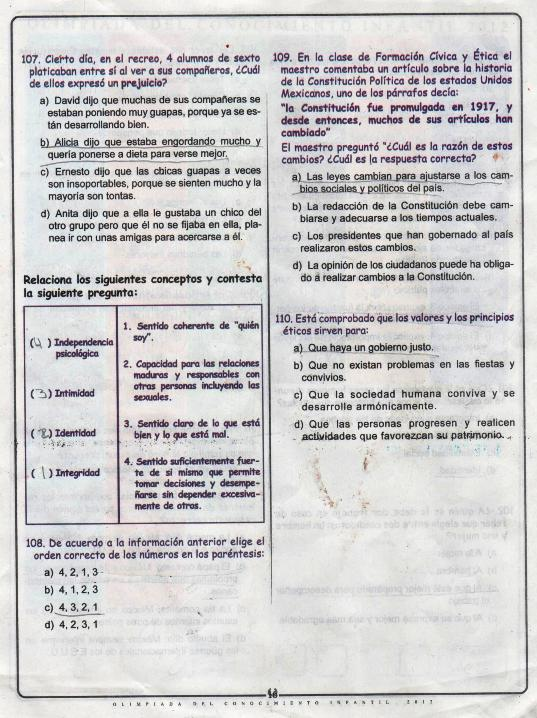 OLIMPIADA DEL CONOCIMIENTO INFANTIL 2012
107. Cierto día, en el recreo, 4 alumnos de sexto
platicaban entre sí al ver a sus compañeros, ¿Cuál
de ellos expresó un prejuicio?
a) David dijo que muchas de sus compañeras se
estaban poniendo muy guapas, porque ya se es-
tán desarrollando bien.
b) Alicia dijo que estaba engordando mucho y
quería ponerse a dieta para verse mejor.
c) Ernesto dijo que las chicas guapas a veces
son insoportables, porque se sienten mucho y la
mayoría son tontas.
d) Anita dijo que a ella le gustaba un chico del
otro grupo pero que él no se fijaba en ella, pla-
nea ir con unas amigas para acercarse a él.
Relaciona los siguientes conceptos y contesta
la siguiente pregunta:
(4) Independencia
psicológica
(3) Intimidad
(2) Identidad
(1) Integridad
1. Sentido coherente de "quién
soy".
2. Capacidad para las relaciones
maduras y responsables con
otras personas incluyendo las
sexuales.
3. Sentido claro de lo que está
bien y lo que está mal.
4. Sentido suficientemente fuer-
te de si mismo que permite
tomar decisiones y desempe-
ñarse sin depender excesiva-
mente de otros.
108. De acuerdo a la información anterior elige el
orden correcto de los números en los paréntesis:
a) 4, 2, 1, 3
b) 4, 1, 2, 3
c) 4, 3, 2, 1
d) 4, 2, 3, 1
109. En la clase de Formación Cívica y Ética el
maestro comentaba un artículo sobre la historia
de la Constitución Política de los estados Unidos
Mexicanos, uno de los párrafos decía:
"la Constitución fue promulgada en 1917, y
desde entonces, muchos de sus artículos han
cambiado"
El maestro preguntó "¿Cuál es la razón de estos
cambios? ¿Cuál es la respuesta correcta?
a) Las leyes cambian para ajustarse a los cam-
bios sociales y políticos del país.
b) La redacción de la Constitución debe cam-
biarse y adecuarse a los tiempos actuales.
c) Los presidentes que han gobernado al país
realizaron estos cambios.
d) La opinión de los ciudadanos puede ha obliga-
do a realizar cambios a la Constitución.
110. Está comprobado que los valores y los principios
éticos sirven para:
a) Que haya un gobierno justo.
b) Que no existan problemas en las fiestas y
convivios.
c) Que la sociedad humana conviva y se
desarrolle armónicamente.
d) Que las personas progresen y realicen
actividades que favorezcan su patrimonio.
OLIMPIADA DEL CONOCIMIENTO INFANTIL 2012